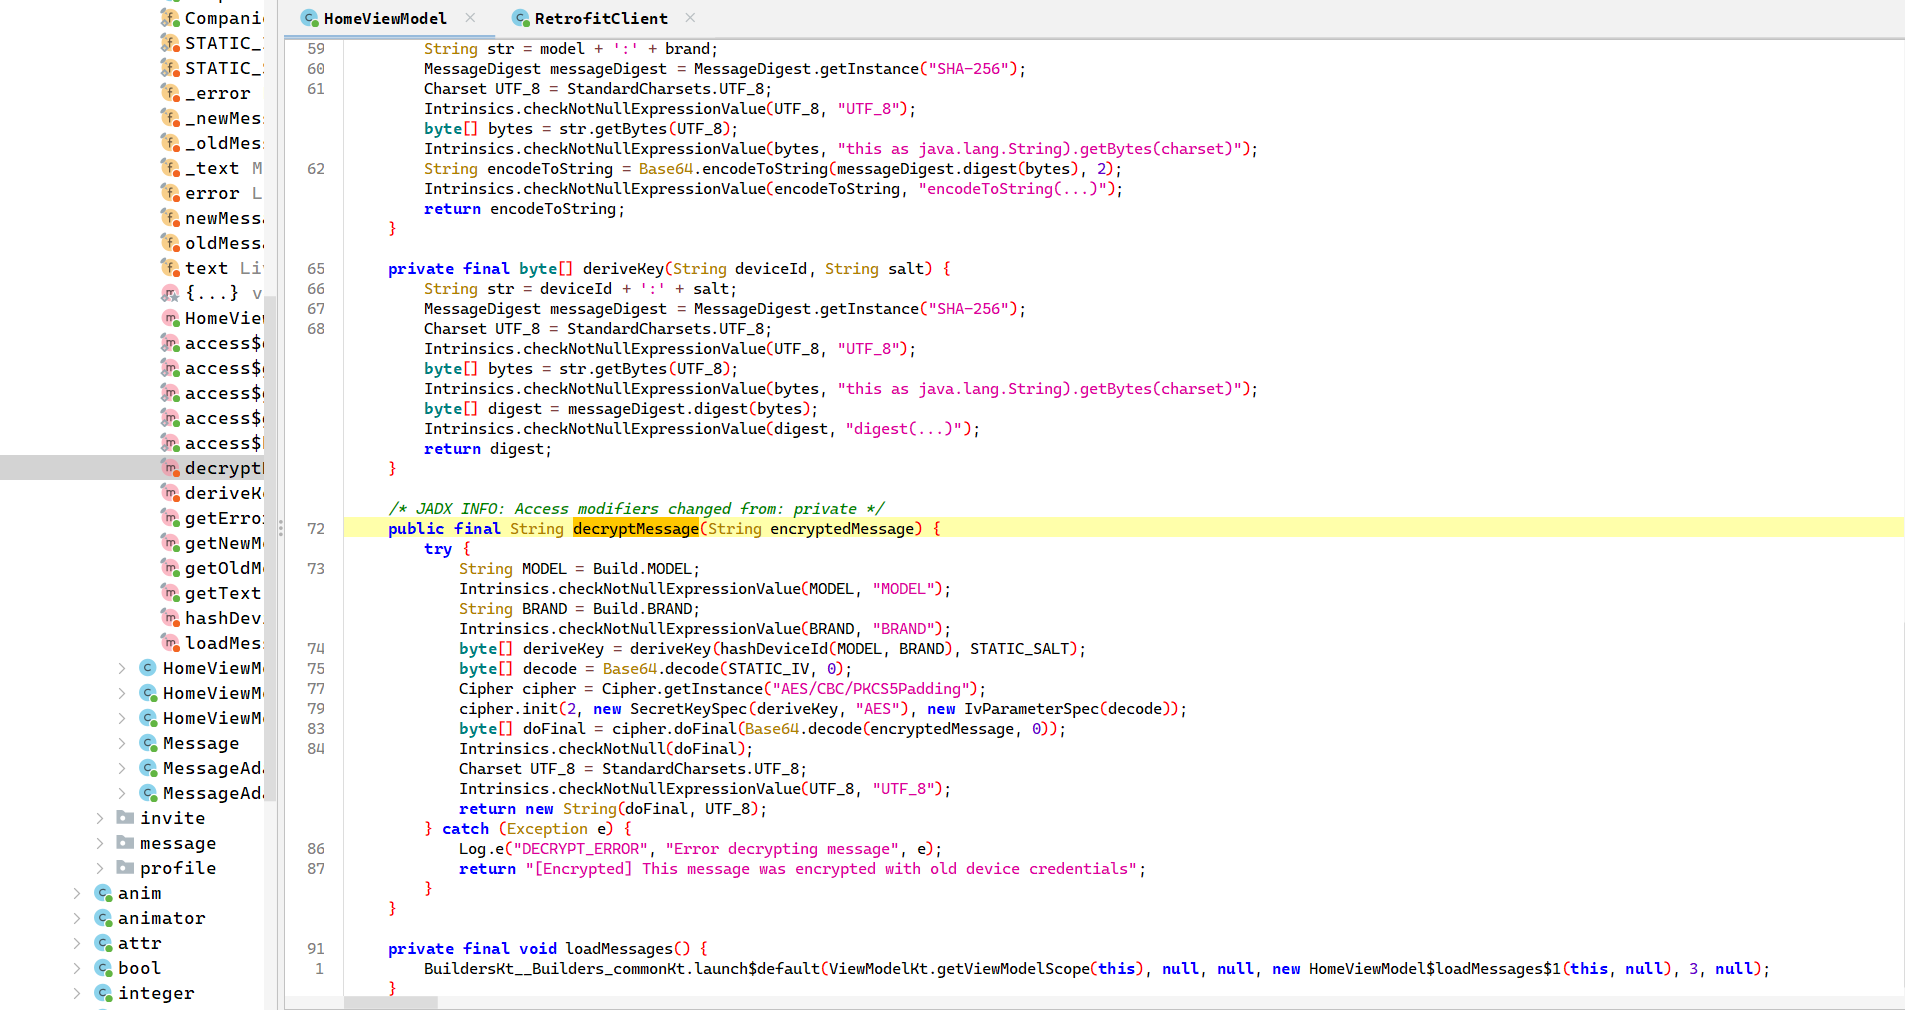 Compani
STATIC_
STATIC_
_error
_newMes
_oldMes
_text M
error L
newMess
oldMess
text Li
{...} v
HomeVie
access$
access$
access$
access$
access$
decrypt
deriveK
getErro
getNewM
getOldM
getText
hashDev
loadMes
HomeViewM
HomeViewM
HomeViewM
Message
MessageAd
MessageAd
invite
message
profile
anim
animator
attr
bool
integer
HomeViewModel ×
RetrofitClient ×
59 String str = model + ':' + brand;
60 MessageDigest messageDigest = MessageDigest.getInstance("SHA-256");
61 Charset UTF_8 = StandardCharsets.UTF_8;
Intrinsics.checkNotNullExpressionValue(UTF_8, "UTF_8");
byte[] bytes = str.getBytes(UTF_8);
Intrinsics.checkNotNullExpressionValue(bytes, "this as java.lang.String).getBytes(charset)");
62 String encodeToString = Base64.encodeToString(messageDigest.digest(bytes), 2);
Intrinsics.checkNotNullExpressionValue(encodeToString, "encodeToString(...)");
return encodeToString;
}
65 private final byte[] deriveKey(String deviceId, String salt) {
66 String str = deviceId + ':' + salt;
67 MessageDigest messageDigest = MessageDigest.getInstance("SHA-256");
68 Charset UTF_8 = StandardCharsets.UTF_8;
Intrinsics.checkNotNullExpressionValue(UTF_8, "UTF_8");
byte[] bytes = str.getBytes(UTF_8);
Intrinsics.checkNotNullExpressionValue(bytes, "this as java.lang.String).getBytes(charset)");
byte[] digest = messageDigest.digest(bytes);
Intrinsics.checkNotNullExpressionValue(digest, "digest(...)");
return digest;
}
/* JADX INFO: Access modifiers changed from: private */
72 public final String decryptMessage(String encryptedMessage) {
try {
73 String MODEL = Build.MODEL;
Intrinsics.checkNotNullExpressionValue(MODEL, "MODEL");
String BRAND = Build.BRAND;
Intrinsics.checkNotNullExpressionValue(BRAND, "BRAND");
74 byte[] deriveKey = deriveKey(hashDeviceId(MODEL, BRAND), STATIC_SALT);
75 byte[] decode = Base64.decode(STATIC_IV, 0);
77 Cipher cipher = Cipher.getInstance("AES/CBC/PKCS5Padding");
79 cipher.init(2, new SecretKeySpec(deriveKey, "AES"), new IvParameterSpec(decode));
83 byte[] doFinal = cipher.doFinal(Base64.decode(encryptedMessage, 0));
84 Intrinsics.checkNotNull(doFinal);
Charset UTF_8 = StandardCharsets.UTF_8;
Intrinsics.checkNotNullExpressionValue(UTF_8, "UTF_8");
return new String(doFinal, UTF_8);
} catch (Exception e) {
86 Log.e("DECRYPT_ERROR", "Error decrypting message", e);
87 return "[Encrypted] This message was encrypted with old device credentials";
}
}
91 private final void loadMessages() {
1 BuildersKt__Builders_commonKt.launch$default(ViewModelKt.getViewModelScope(this), null, null, new HomeViewModel$loadMessages$1(this, null), 3, null);
}